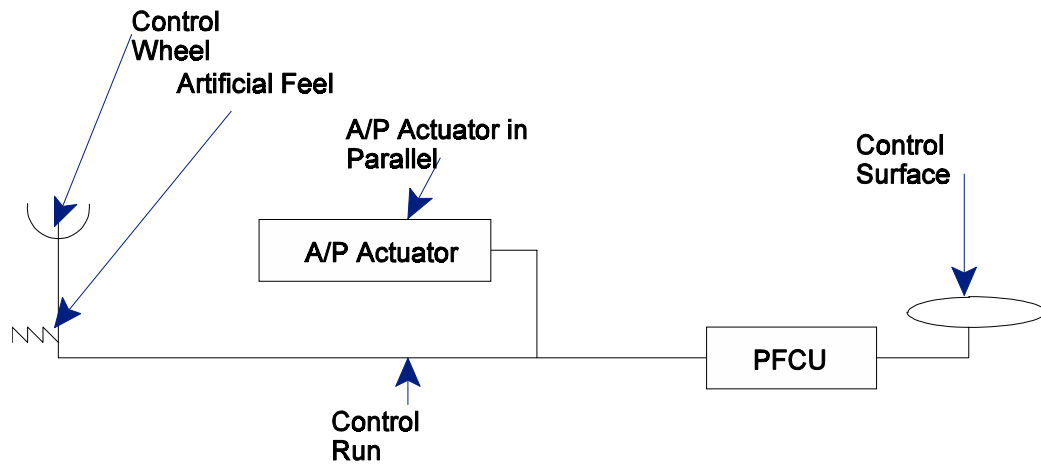 Control
Wheel
Artificial Feel
A/P Actuator in
Parallel
Control
Surface
A/P Actuator
PFCU
Control
Run